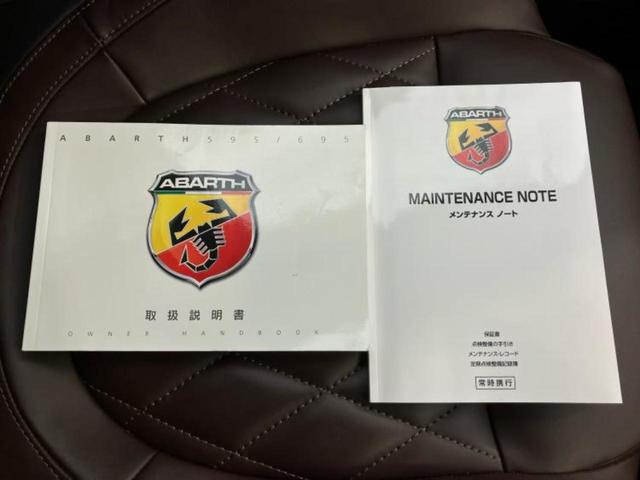 ABARTH 595/695
ABARTH
取扱説明書
OWNER HANDBOOK
ABARTH
MAINTENANCE NOTE
メンテナンス ノート
保証書
点検整備の手引き
メンテナンス・レコード
定期点検整備記録簿
常時携行